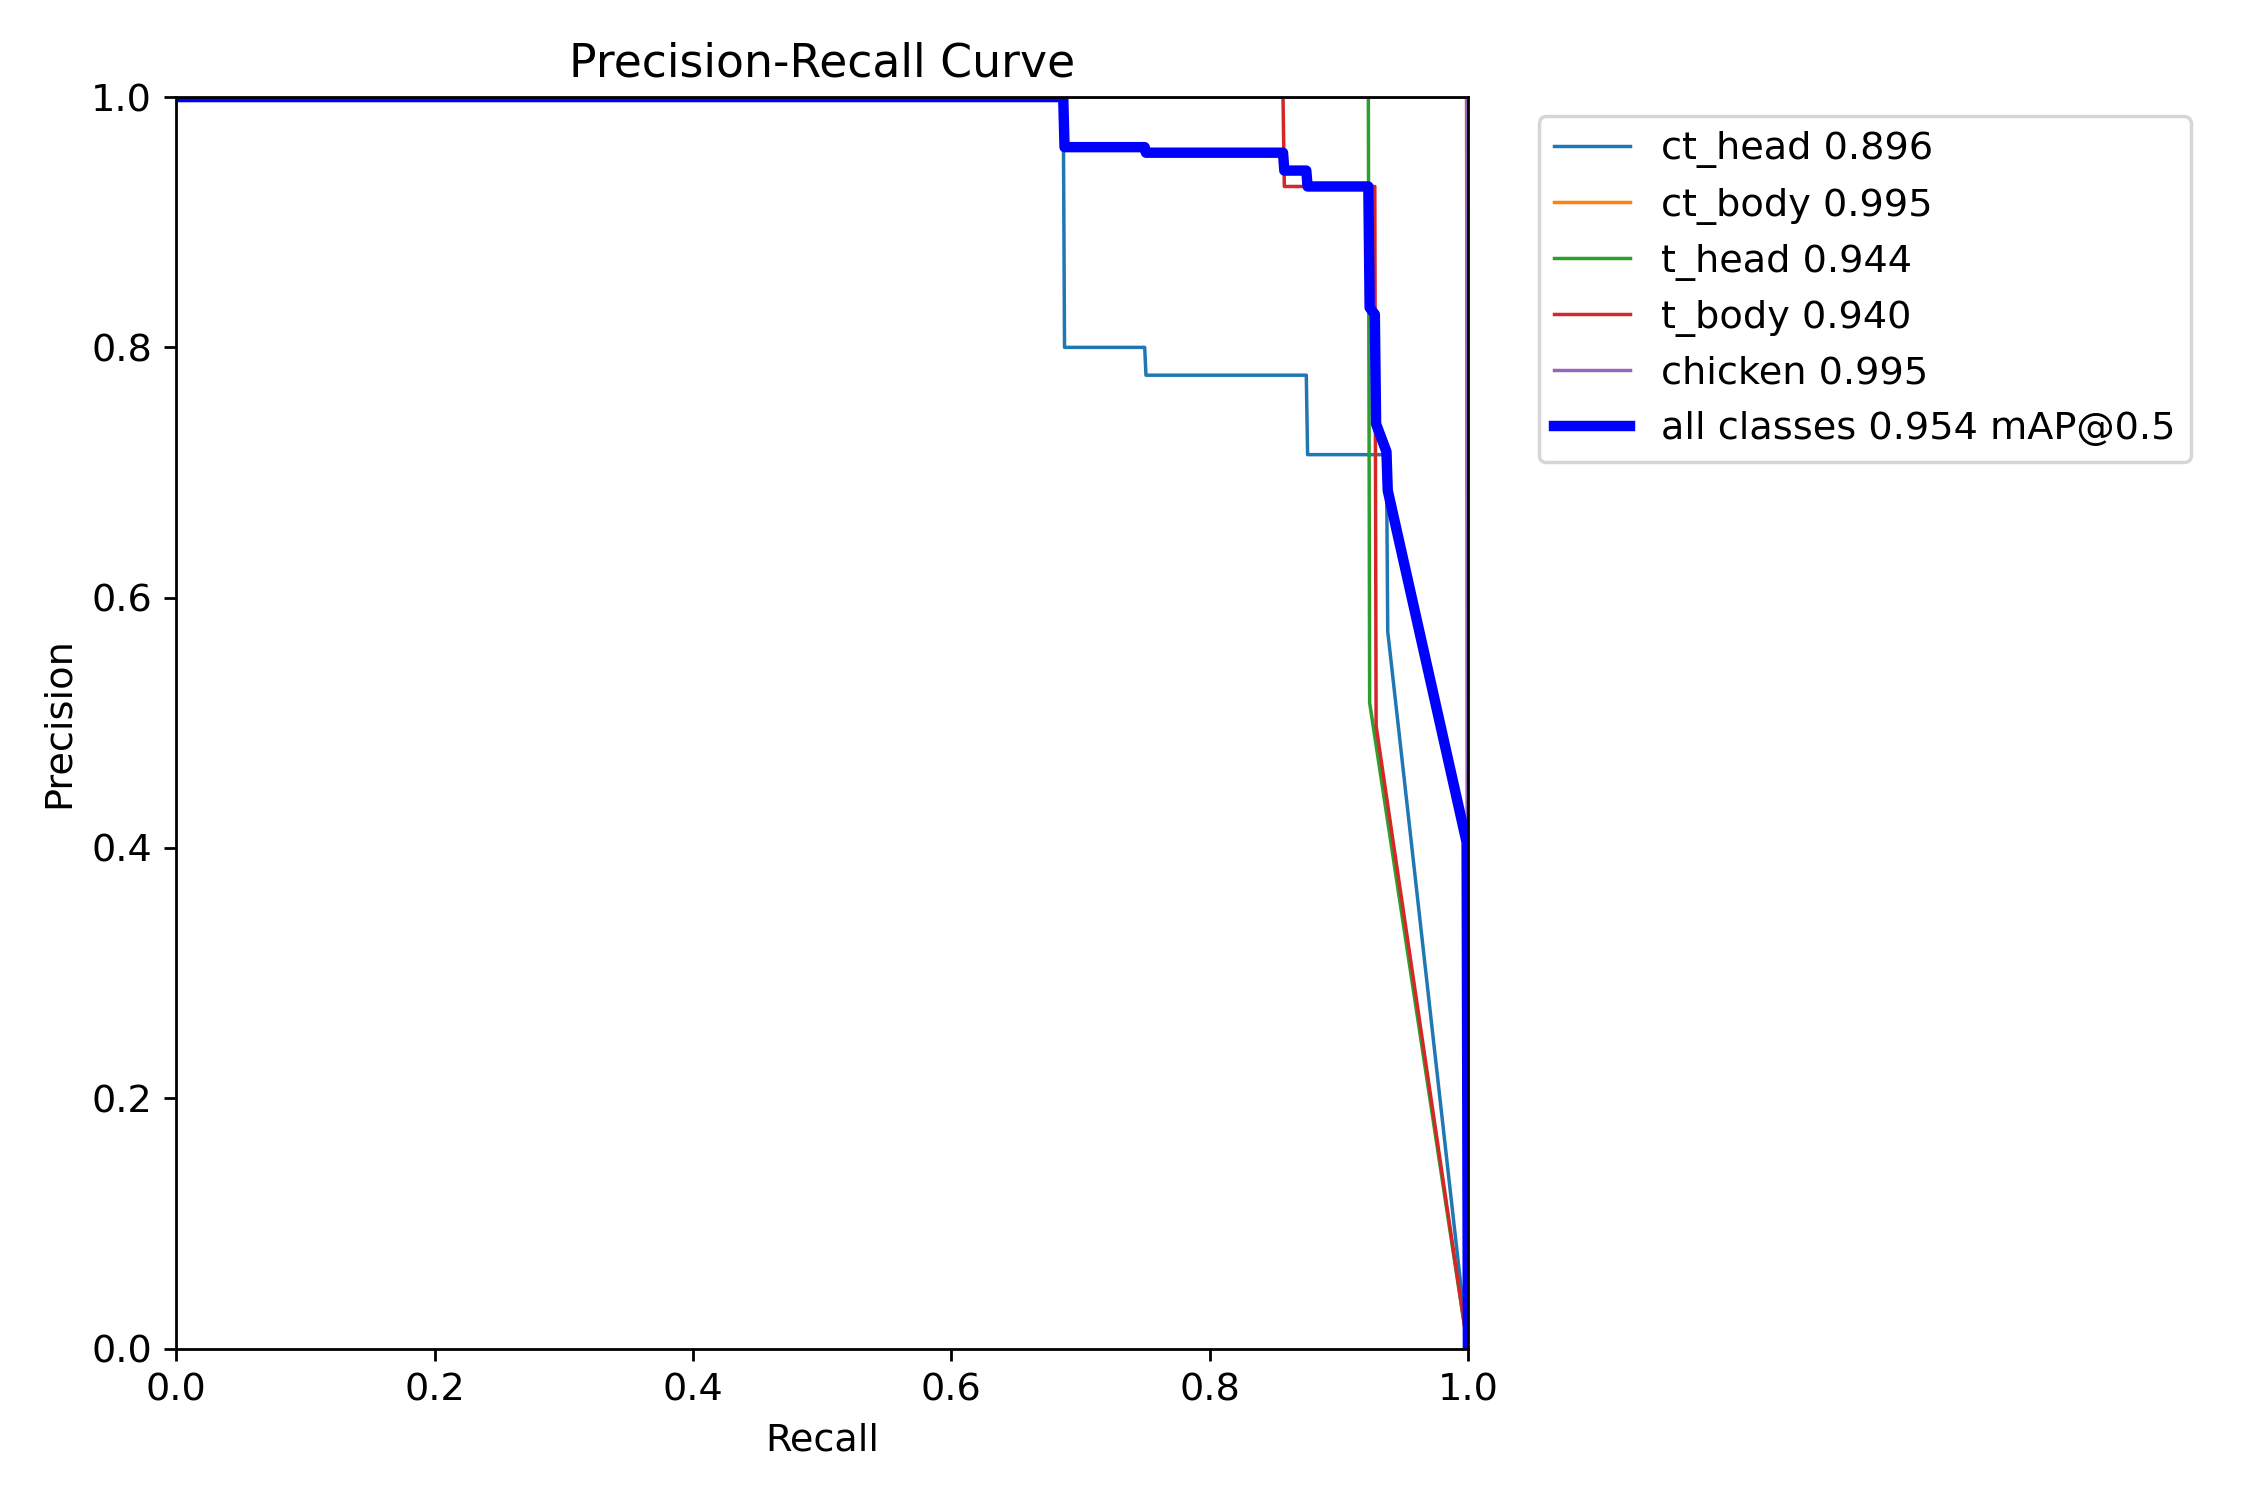 Precision-Recall Curve
1.0
0.8
0.6
0.4
0.2
0.0
Precision
0.0 0.2 0.4 0.6 0.8 1.0
Recall
ct_head 0.896
ct_body 0.995
t_head 0.944
t_body 0.940
chicken 0.995
all classes 0.954 mAP@0.5